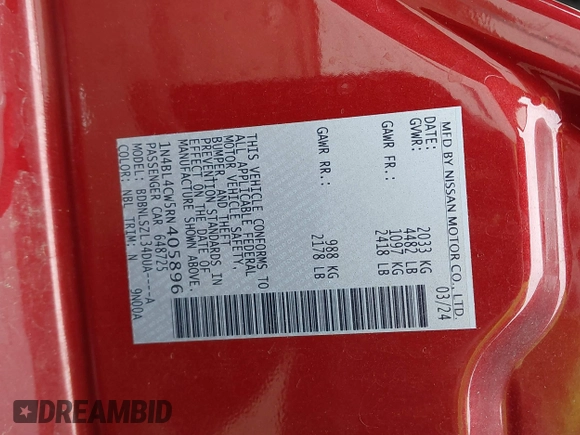 MFD BY NISSAN MOTOR CO., LTD.
DATE: 03/24
GVWR: 2033 KG
4482 LB
GAWR FR.: 1097 KG
2418 LB
GAWR RR.: 988 KG
2178 LB
THIS VEHICLE CONFORMS TO
ALL APPLICABLE FEDERAL
MOTOR VEHICLE SAFETY,
BUMPER, AND THEFT
PREVENTION STANDARDS IN
EFFECT ON THE DATE OF
MANUFACTURE SHOWN ABOVE.
1N4BL4CW5RN405896
PASSENGER CAR 64875
MODEL: BDBNLSZL34DUA----A
COLOR: NBL TRIM: N 9N00A
DREAMBID